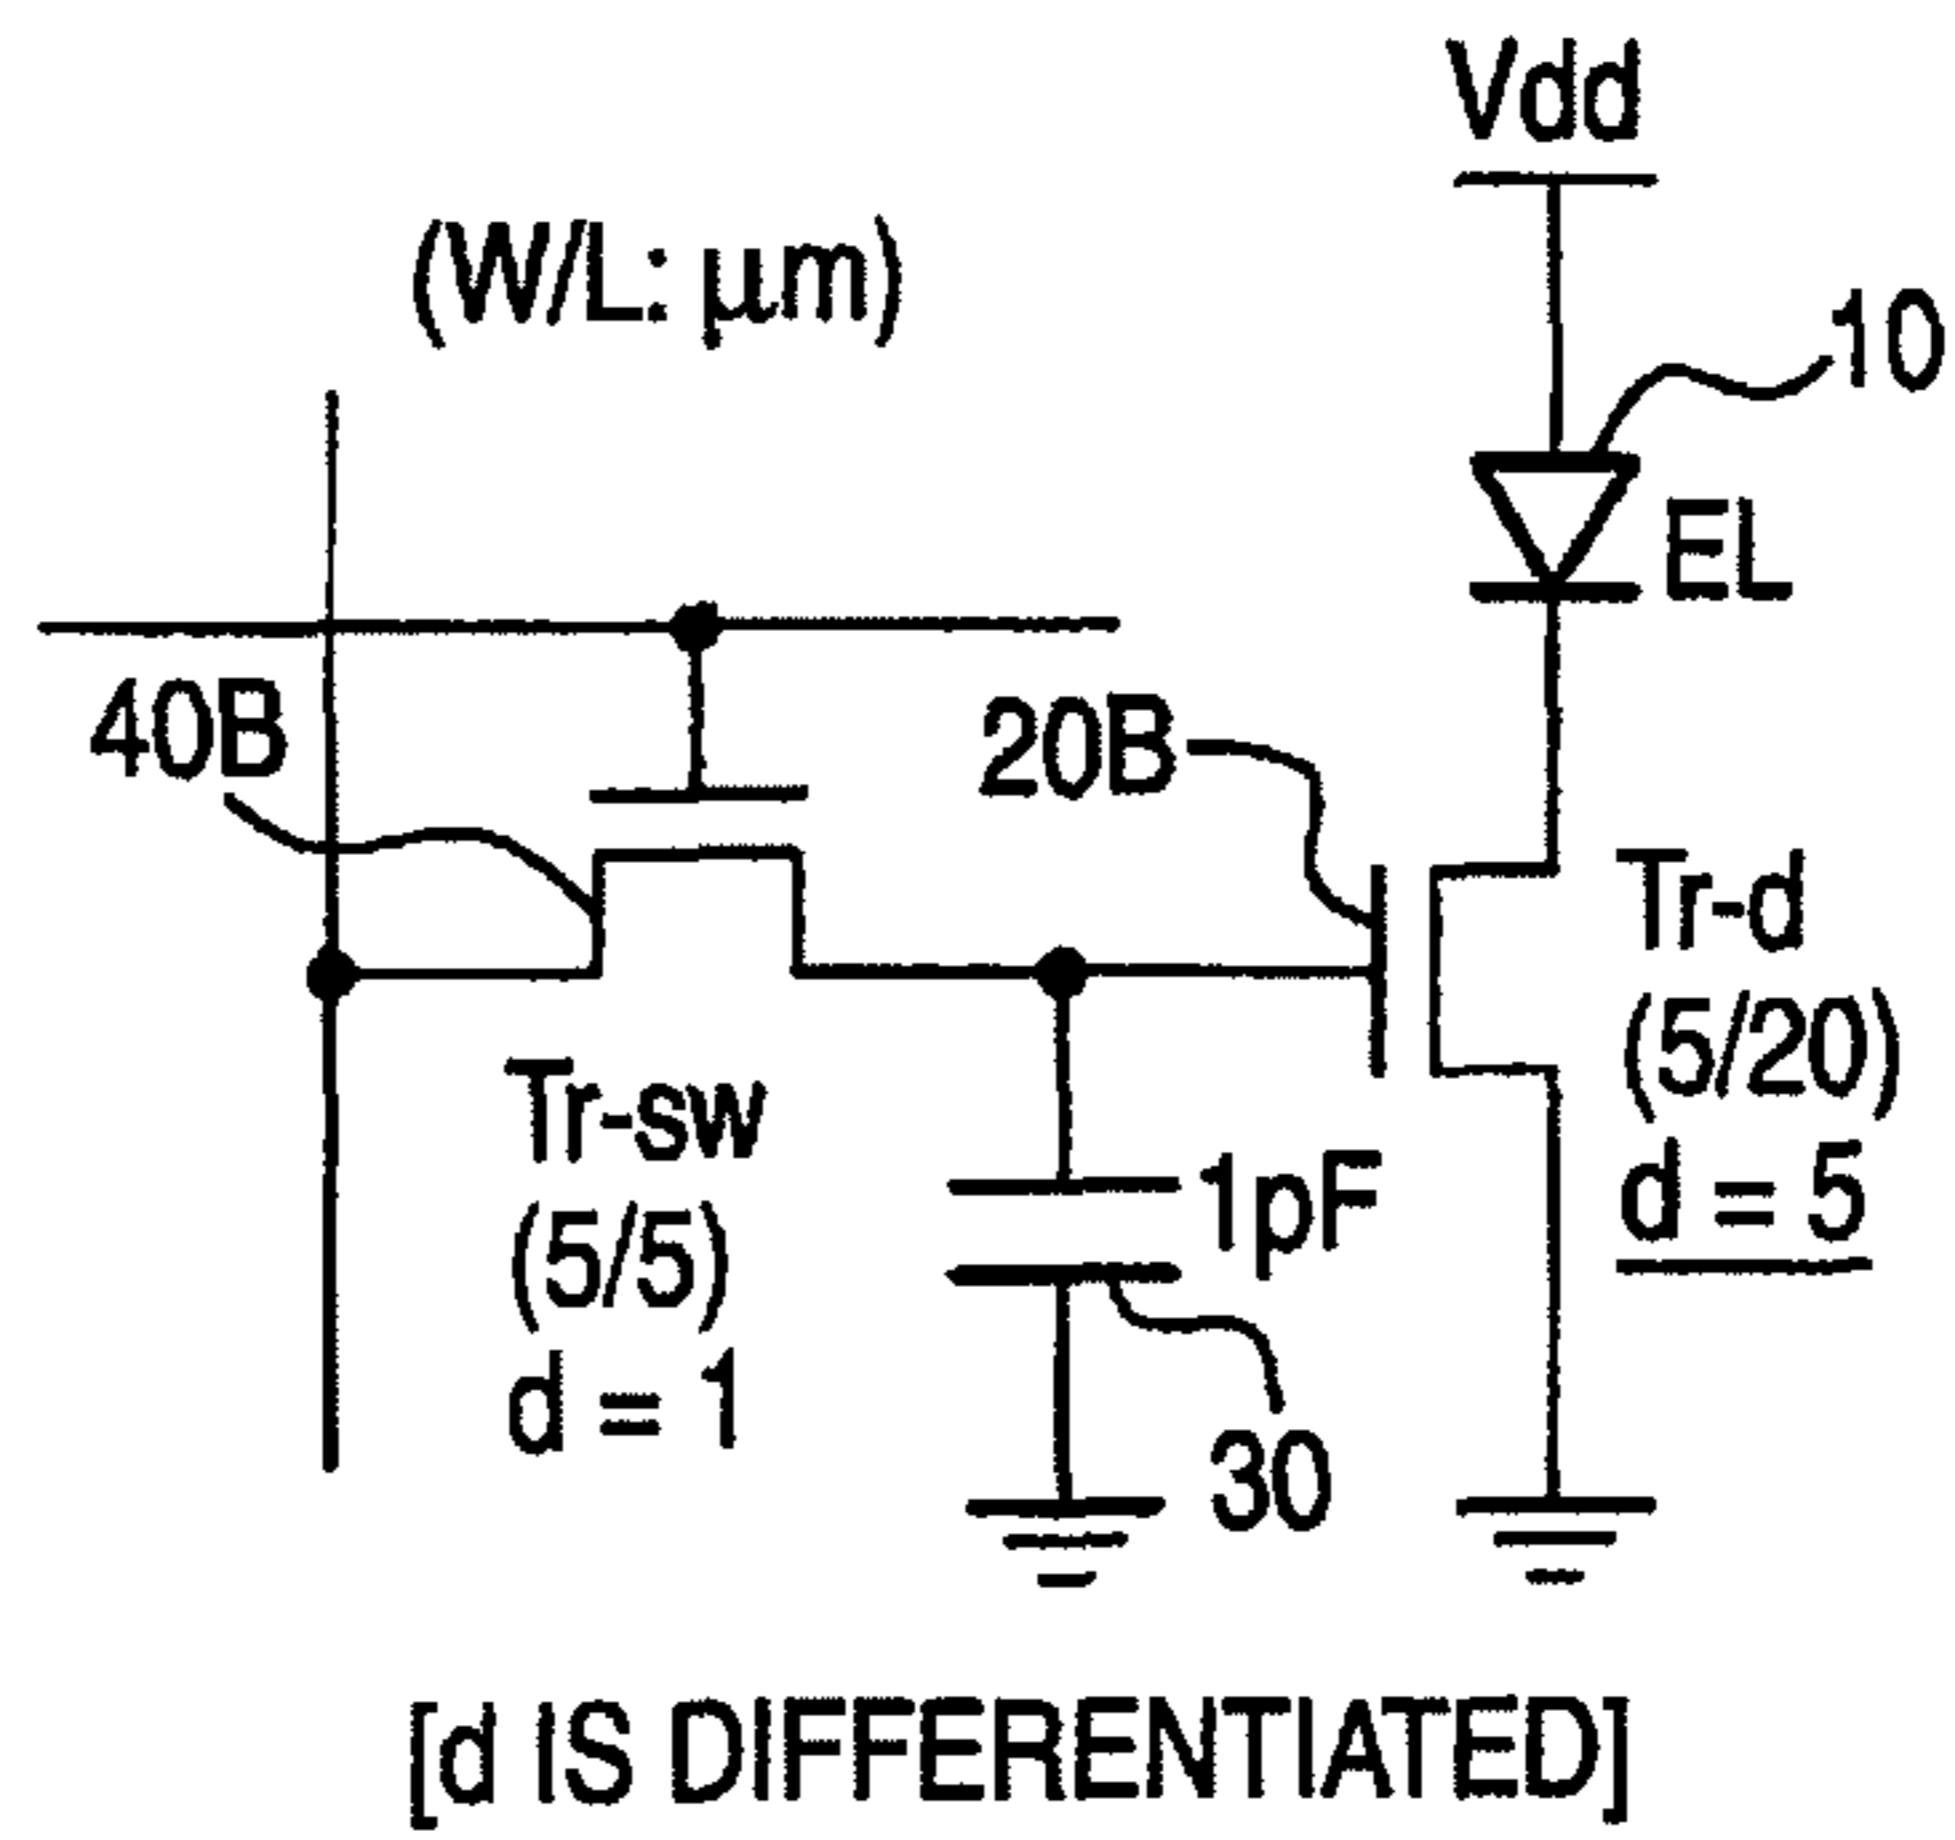 Vdd
(W/L: µm)
10
EL
40B
20B
Tr-d
(5/20)
d = 5
Tr-sw
(5/5)
d = 1
1pF
30
[d IS DIFFERENTIATED]